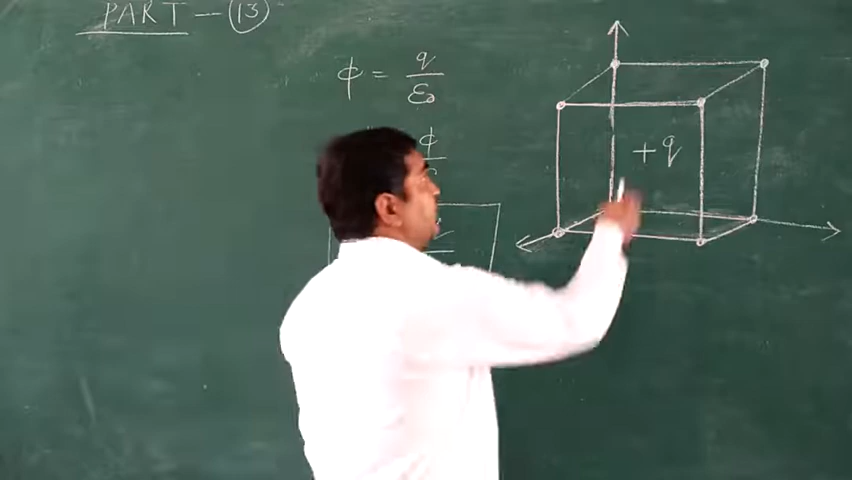 PART - (13)
φ = q/ε₀
φ
+q